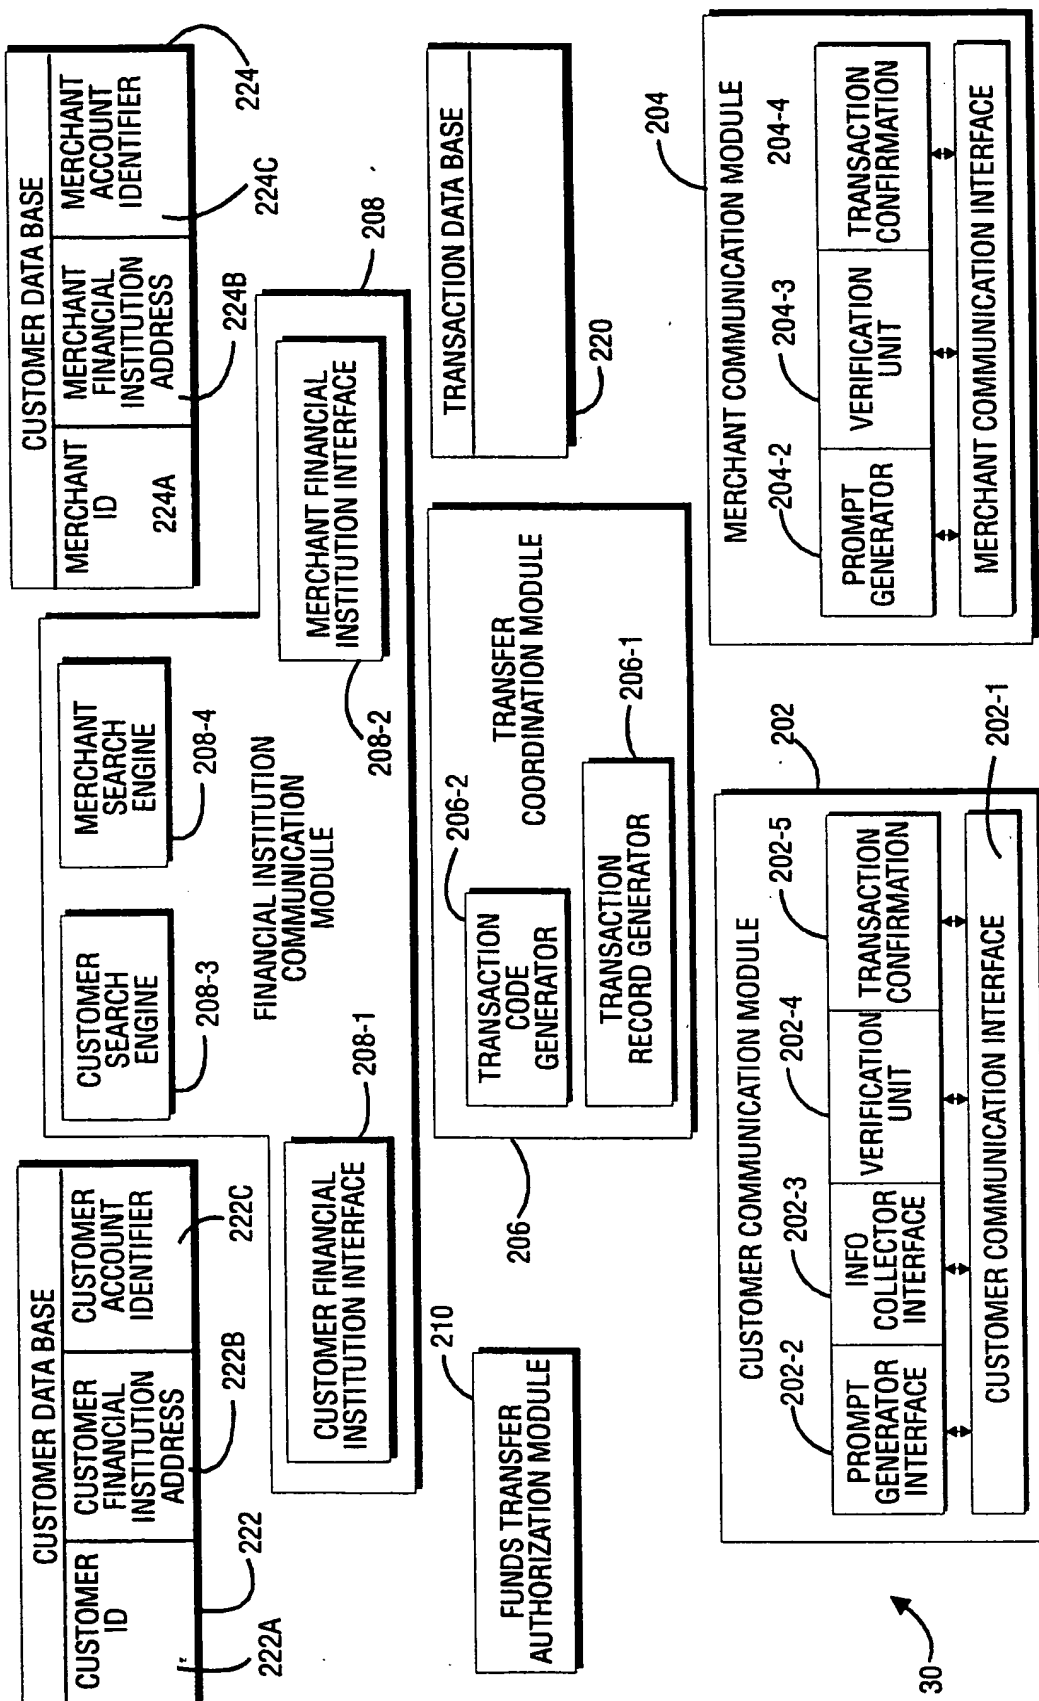 CUSTOMER DATA BASE
CUSTOMER
ID
222A
CUSTOMER
FINANCIAL
INSTITUTION
ADDRESS
CUSTOMER
ACCOUNT
IDENTIFIER
222
222B
222C
CUSTOMER
SEARCH
ENGINE
208-3
MERCHANT
SEARCH
ENGINE
208-4
FINANCIAL INSTITUTION
COMMUNICATION
MODULE
CUSTOMER FINANCIAL
INSTITUTION INTERFACE
208-1
MERCHANT FINANCIAL
INSTITUTION INTERFACE
208-2
208
CUSTOMER DATA BASE
MERCHANT
ID
224A
MERCHANT
FINANCIAL
INSTITUTION
ADDRESS
MERCHANT
ACCOUNT
IDENTIFIER
224B
224C
224
FUNDS TRANSFER
AUTHORIZATION MODULE
210
TRANSFER
COORDINATION MODULE
TRANSACTION
CODE
GENERATOR
206-2
TRANSACTION
RECORD GENERATOR
206-1
206
TRANSACTION DATA BASE
220
CUSTOMER COMMUNICATION MODULE
202
202-2
202-3
202-4
202-5
PROMPT
GENERATOR
INTERFACE
INFO
COLLECTOR
INTERFACE
VERIFICATION
UNIT
TRANSACTION
CONFIRMATION
CUSTOMER COMMUNICATION INTERFACE
202-1
MERCHANT COMMUNICATION MODULE
204
204-2
204-3
204-4
PROMPT
GENERATOR
VERIFICATION
UNIT
TRANSACTION
CONFIRMATION
MERCHANT COMMUNICATION INTERFACE
30